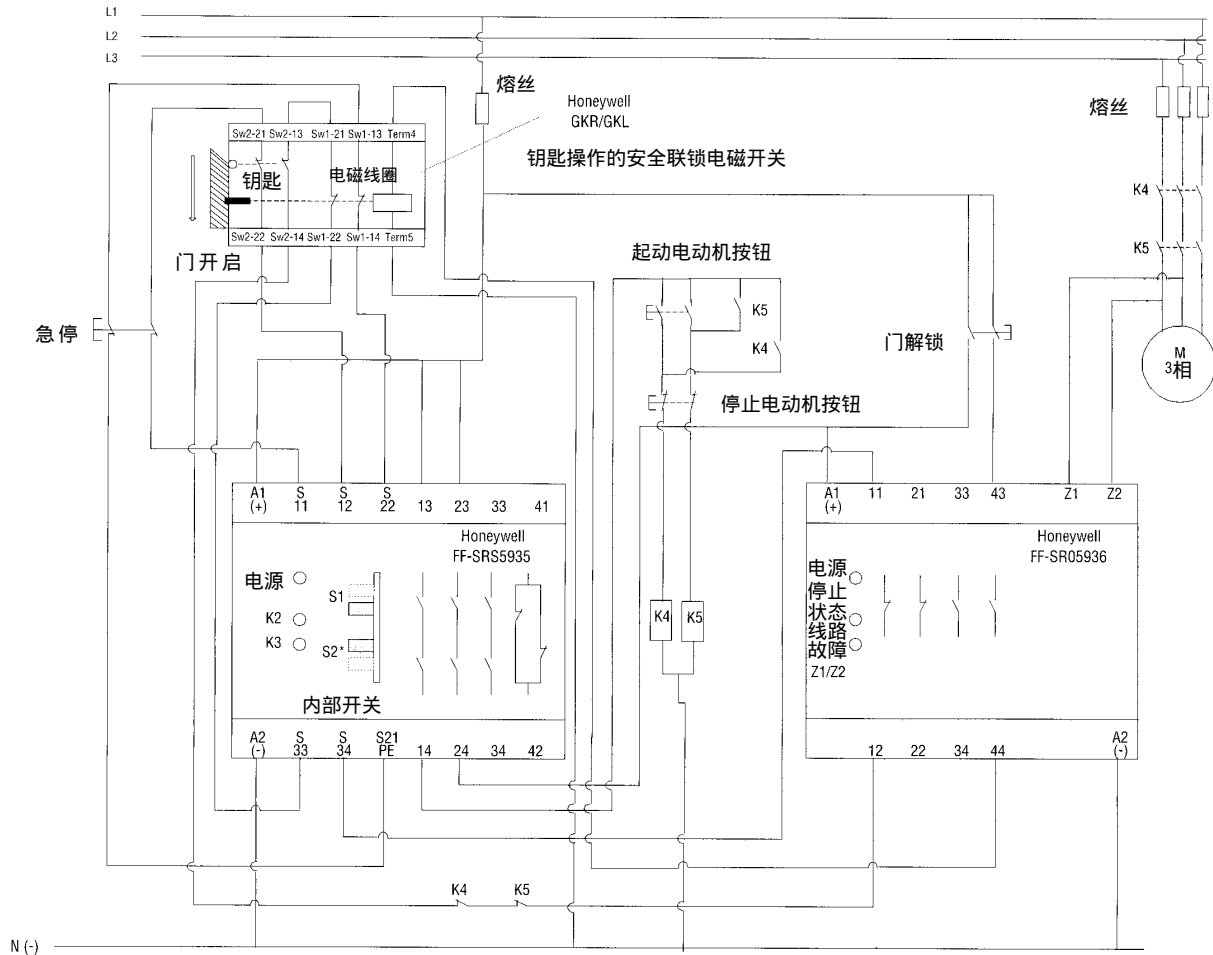 L1
L2
L3
熔丝
Honeywell
GKR/GKL
熔丝
Sw2-21 Sw2-13 Sw1-21 Sw1-13 Term4
钥匙操作的安全联锁电磁开关
钥匙
电磁线圈
K4
Sw2-22 Sw2-14 Sw1-22 Sw1-14 Term5
起动电动机按钮
K5
门开启
K5
急停
门解锁
K4
M
3相
停止电动机按钮
A1
(+)
S
11
S
12
S
22
13
23
33
41
A1
(+)
11
21
33
43
Z1
Z2
Honeywell
FF-SRS5935
Honeywell
FF-SR05936
电源
S1
K2
K3
S2*
内部开关
K4
K5
电源
停止
状态
线路
故障
Z1/Z2
A2
(-)
S
33
S
34
S21
PE
14
24
34
42
12
22
34
44
A2
(-)
K4
K5
N (-)